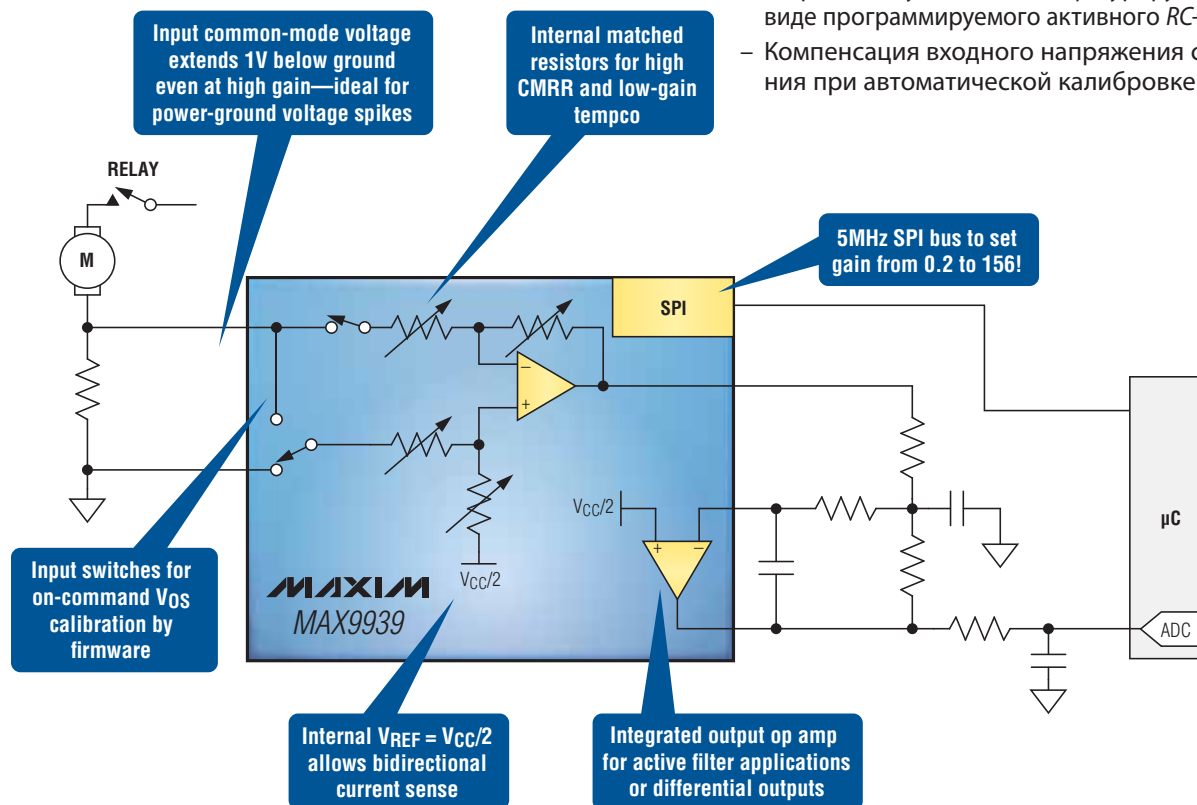 виде программируемого активного RC-
– Компенсация входного напряжения с
ния при автоматической калибровке
Input common-mode voltage
extends 1V below ground
even at high gain—ideal for
power-ground voltage spikes
Internal matched
resistors for high
CMRR and low-gain
tempco
RELAY
M
5MHz SPI bus to set
gain from 0.2 to 156!
SPI
−
+
VCC/2
+ −
µC
VCC/2
MAXIM
MAX9939
ADC
Input switches for
on-command VOS
calibration by
firmware
Internal VREF = VCC/2
allows bidirectional
current sense
Integrated output op amp
for active filter applications
or differential outputs